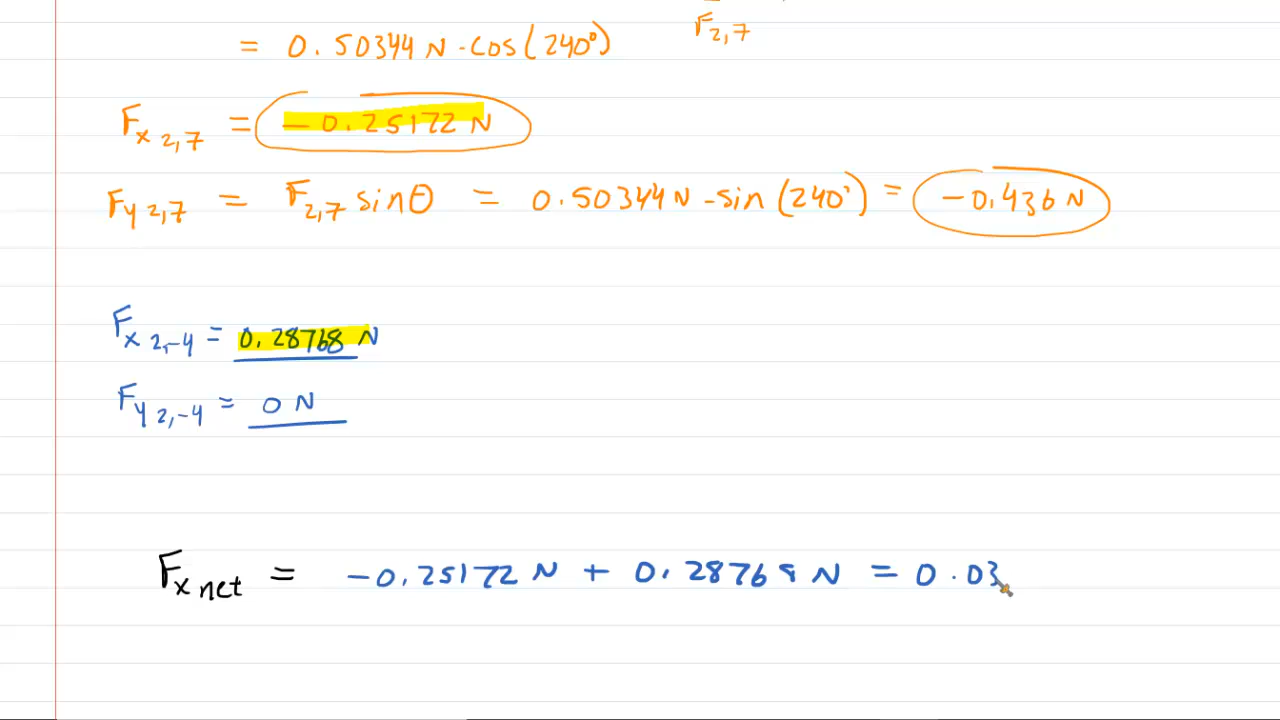 = 0.50344 N · cos(240°)
F2,7
Fx 2,7 = -0.25172 N
Fy 2,7 = F2,7 sinθ = 0.50344 N · sin(240°) = -0.436 N
Fx 2,-4 = 0.28768 N
Fy 2,-4 = 0 N
Fx net = -0.25172 N + 0.28768 N = 0.03